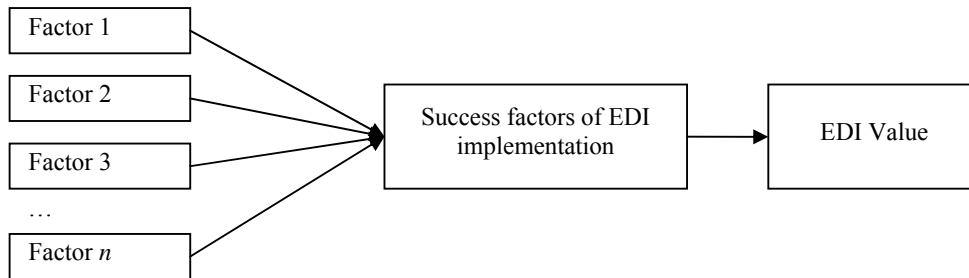 Factor 1
Factor 2
Factor 3
…
Factor n
Success factors of EDI
implementation
EDI Value